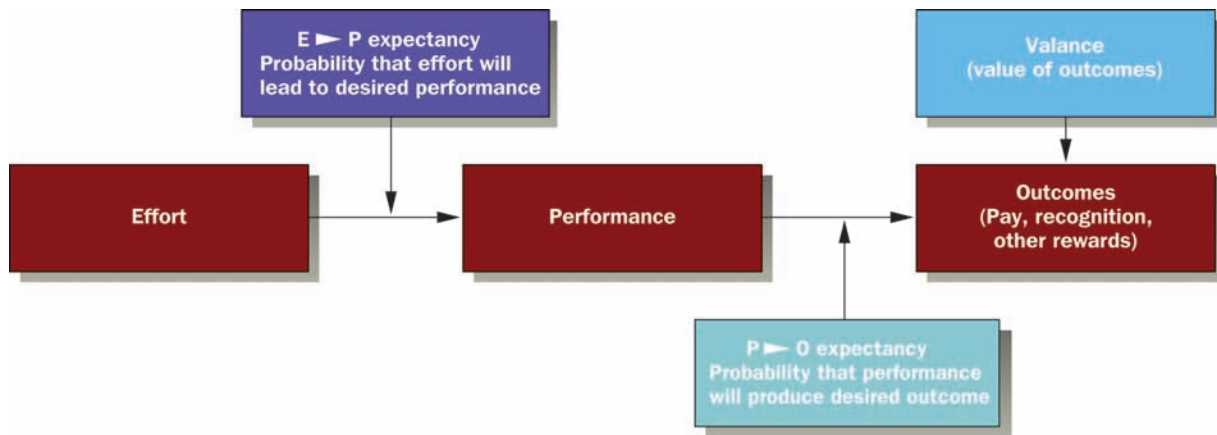 E ► P expectancy
Probability that effort will
lead to desired performance
Valance
(value of outcomes)
Effort
Performance
Outcomes
(Pay, recognition,
other rewards)
P ► O expectancy
Probability that performance
will produce desired outcome